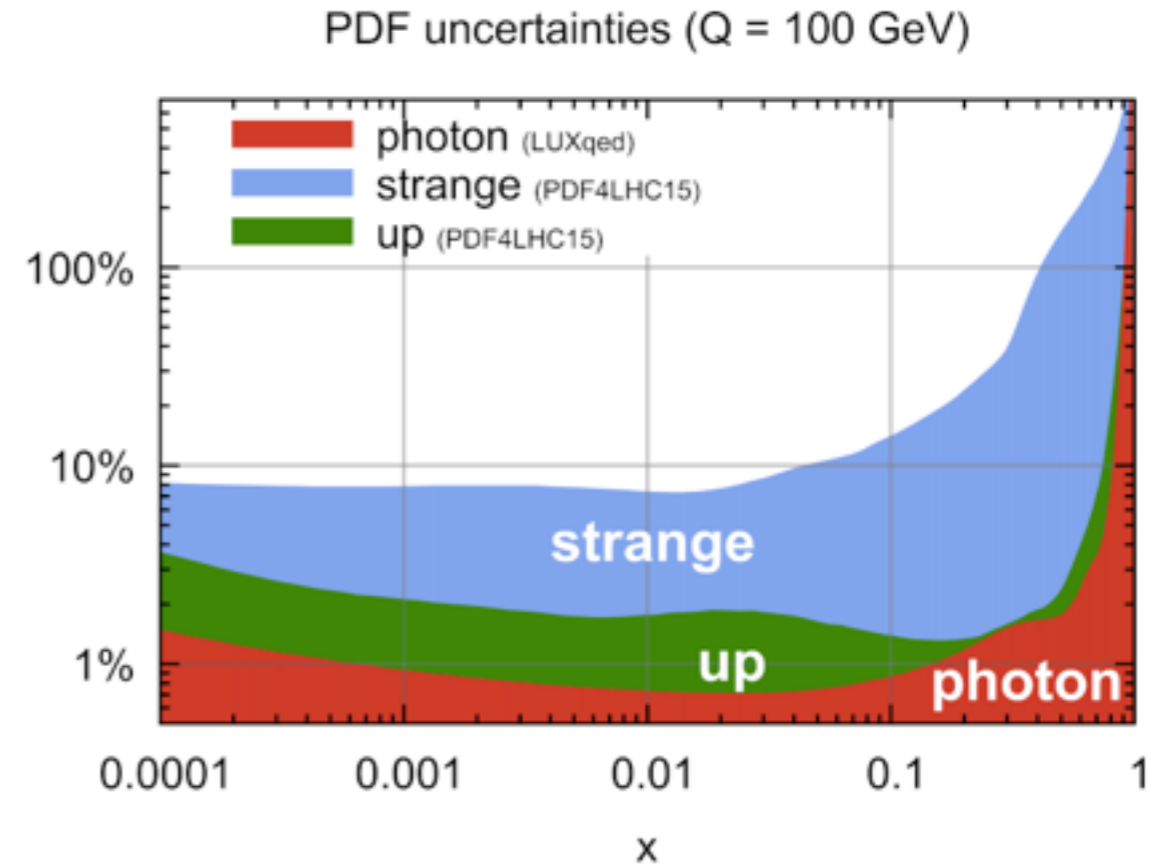 PDF uncertainties (Q = 100 GeV)
photon (LUXqed)
strange (PDF4LHC15)
up (PDF4LHC15)
100%
10%
1%
strange
up
photon
0.0001 0.001 0.01 0.1 1
x